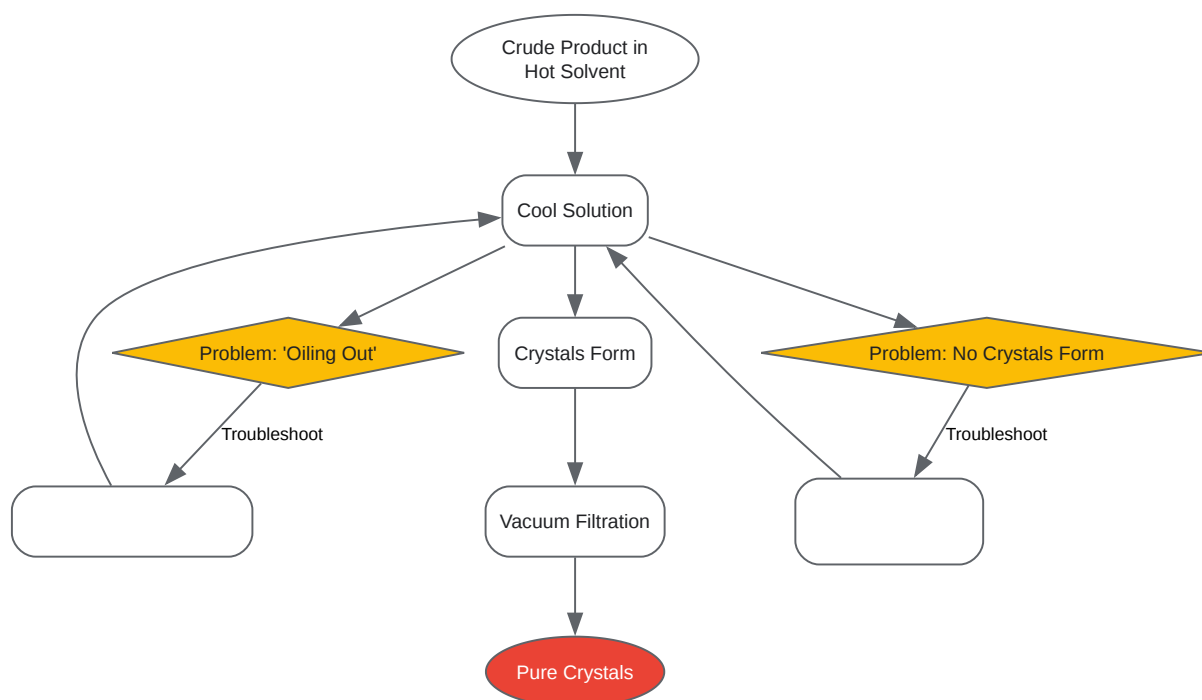 Crude Product in
Hot Solvent
Cool Solution
Problem: 'Oiling Out'
Crystals Form
Problem: No Crystals Form
Troubleshoot
Troubleshoot
Vacuum Filtration
Pure Crystals